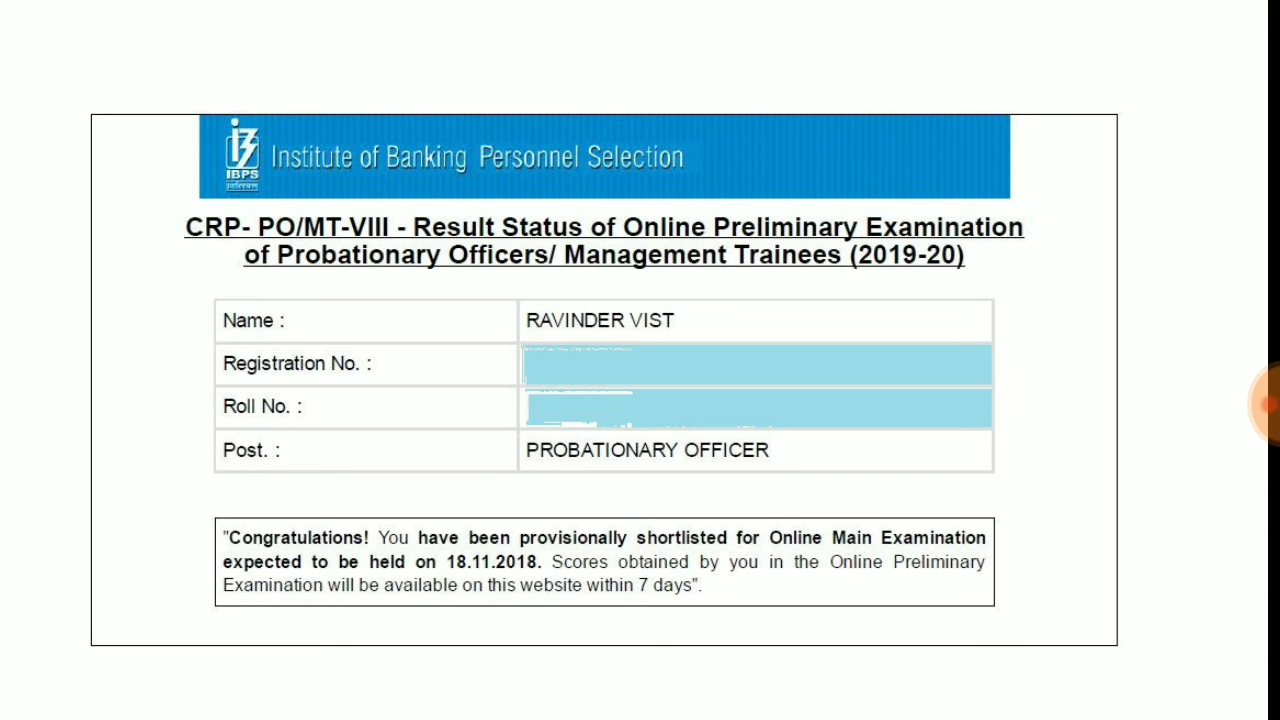 IBPS
Institute of Banking Personnel Selection
CRP- PO/MT-VIII - Result Status of Online Preliminary Examination
of Probationary Officers/ Management Trainees (2019-20)
Name : RAVINDER VIST
Registration No. :
Roll No. :
Post. : PROBATIONARY OFFICER
"Congratulations! You have been provisionally shortlisted for Online Main Examination
expected to be held on 18.11.2018. Scores obtained by you in the Online Preliminary
Examination will be available on this website within 7 days".